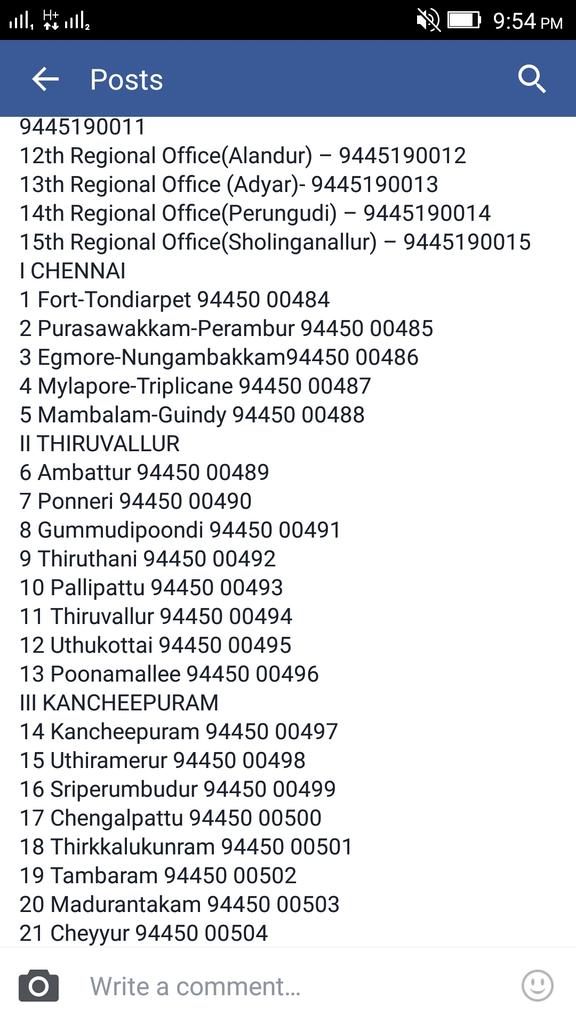 H+
1
2
9:54 PM
Posts
9445190011
12th Regional Office(Alandur) – 9445190012
13th Regional Office (Adyar)- 9445190013
14th Regional Office(Perungudi) – 9445190014
15th Regional Office(Sholinganallur) – 9445190015
I CHENNAI
1 Fort-Tondiarpet 94450 00484
2 Purasawakkam-Perambur 94450 00485
3 Egmore-Nungambakkam94450 00486
4 Mylapore-Triplicane 94450 00487
5 Mambalam-Guindy 94450 00488
II THIRUVALLUR
6 Ambattur 94450 00489
7 Ponneri 94450 00490
8 Gummudipoondi 94450 00491
9 Thiruthani 94450 00492
10 Pallipattu 94450 00493
11 Thiruvallur 94450 00494
12 Uthukottai 94450 00495
13 Poonamallee 94450 00496
III KANCHEEPURAM
14 Kancheepuram 94450 00497
15 Uthiramerur 94450 00498
16 Sriperumbudur 94450 00499
17 Chengalpattu 94450 00500
18 Thirkkalukunram 94450 00501
19 Tambaram 94450 00502
20 Madurantakam 94450 00503
21 Cheyyur 94450 00504
Write a comment...